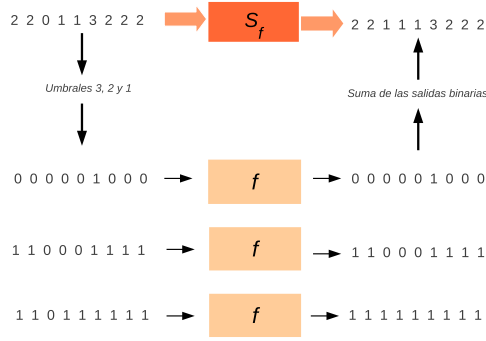 2 2 0 1 1 3 2 2 2
S_f
2 2 1 1 1 3 2 2 2
Umbrales 3, 2 y 1
Suma de las salidas binarias
0 0 0 0 0 1 0 0 0
f
0 0 0 0 0 1 0 0 0
1 1 0 0 0 1 1 1 1
f
1 1 0 0 0 1 1 1 1
1 1 0 1 1 1 1 1 1
f
1 1 1 1 1 1 1 1 1